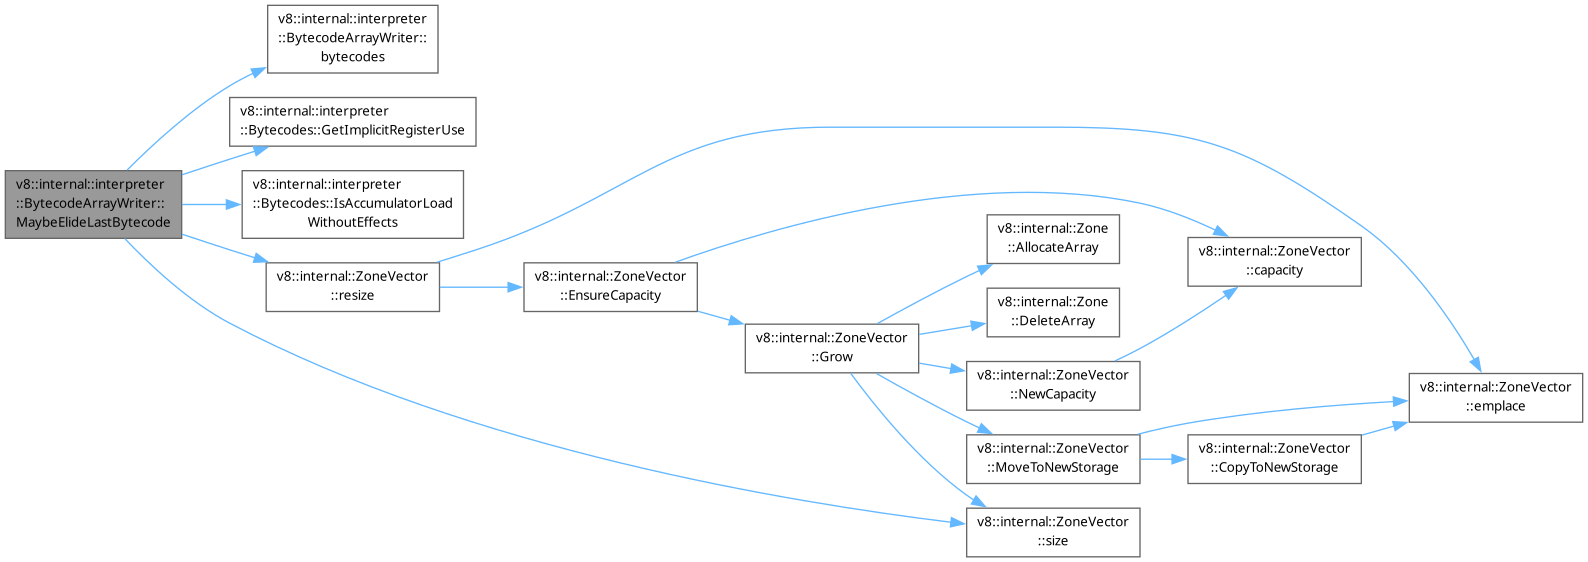 v8::internal::interpreter
::BytecodeArrayWriter::
bytecodes
v8::internal::interpreter
::Bytecodes::GetImplicitRegisterUse
v8::internal::interpreter
::BytecodeArrayWriter::
MaybeElideLastBytecode
v8::internal::interpreter
::Bytecodes::IsAccumulatorLoad
WithoutEffects
v8::internal::ZoneVector
::resize
v8::internal::ZoneVector
::EnsureCapacity
v8::internal::ZoneVector
::Grow
v8::internal::Zone
::AllocateArray
v8::internal::Zone
::DeleteArray
v8::internal::ZoneVector
::NewCapacity
v8::internal::ZoneVector
::MoveToNewStorage
v8::internal::ZoneVector
::size
v8::internal::ZoneVector
::capacity
v8::internal::ZoneVector
::CopyToNewStorage
v8::internal::ZoneVector
::emplace